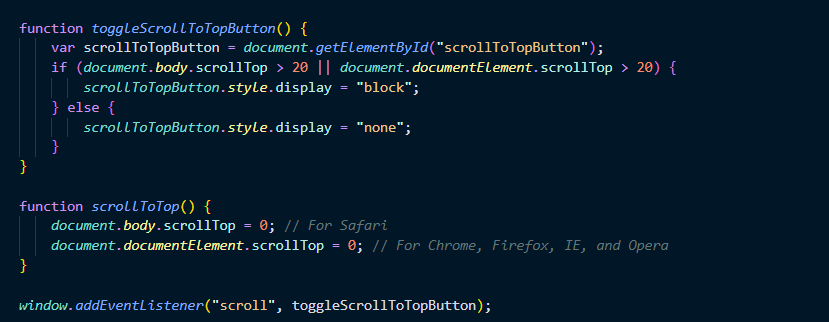 function toggleScrollToTopButton() {
    var scrollToTopButton = document.getElementById("scrollToTopButton");
    if (document.body.scrollTop > 20 || document.documentElement.scrollTop > 20) {
        scrollToTopButton.style.display = "block";
    } else {
        scrollToTopButton.style.display = "none";
    }
}

function scrollToTop() {
    document.body.scrollTop = 0; // For Safari
    document.documentElement.scrollTop = 0; // For Chrome, Firefox, IE, and Opera
}

window.addEventListener("scroll", toggleScrollToTopButton);